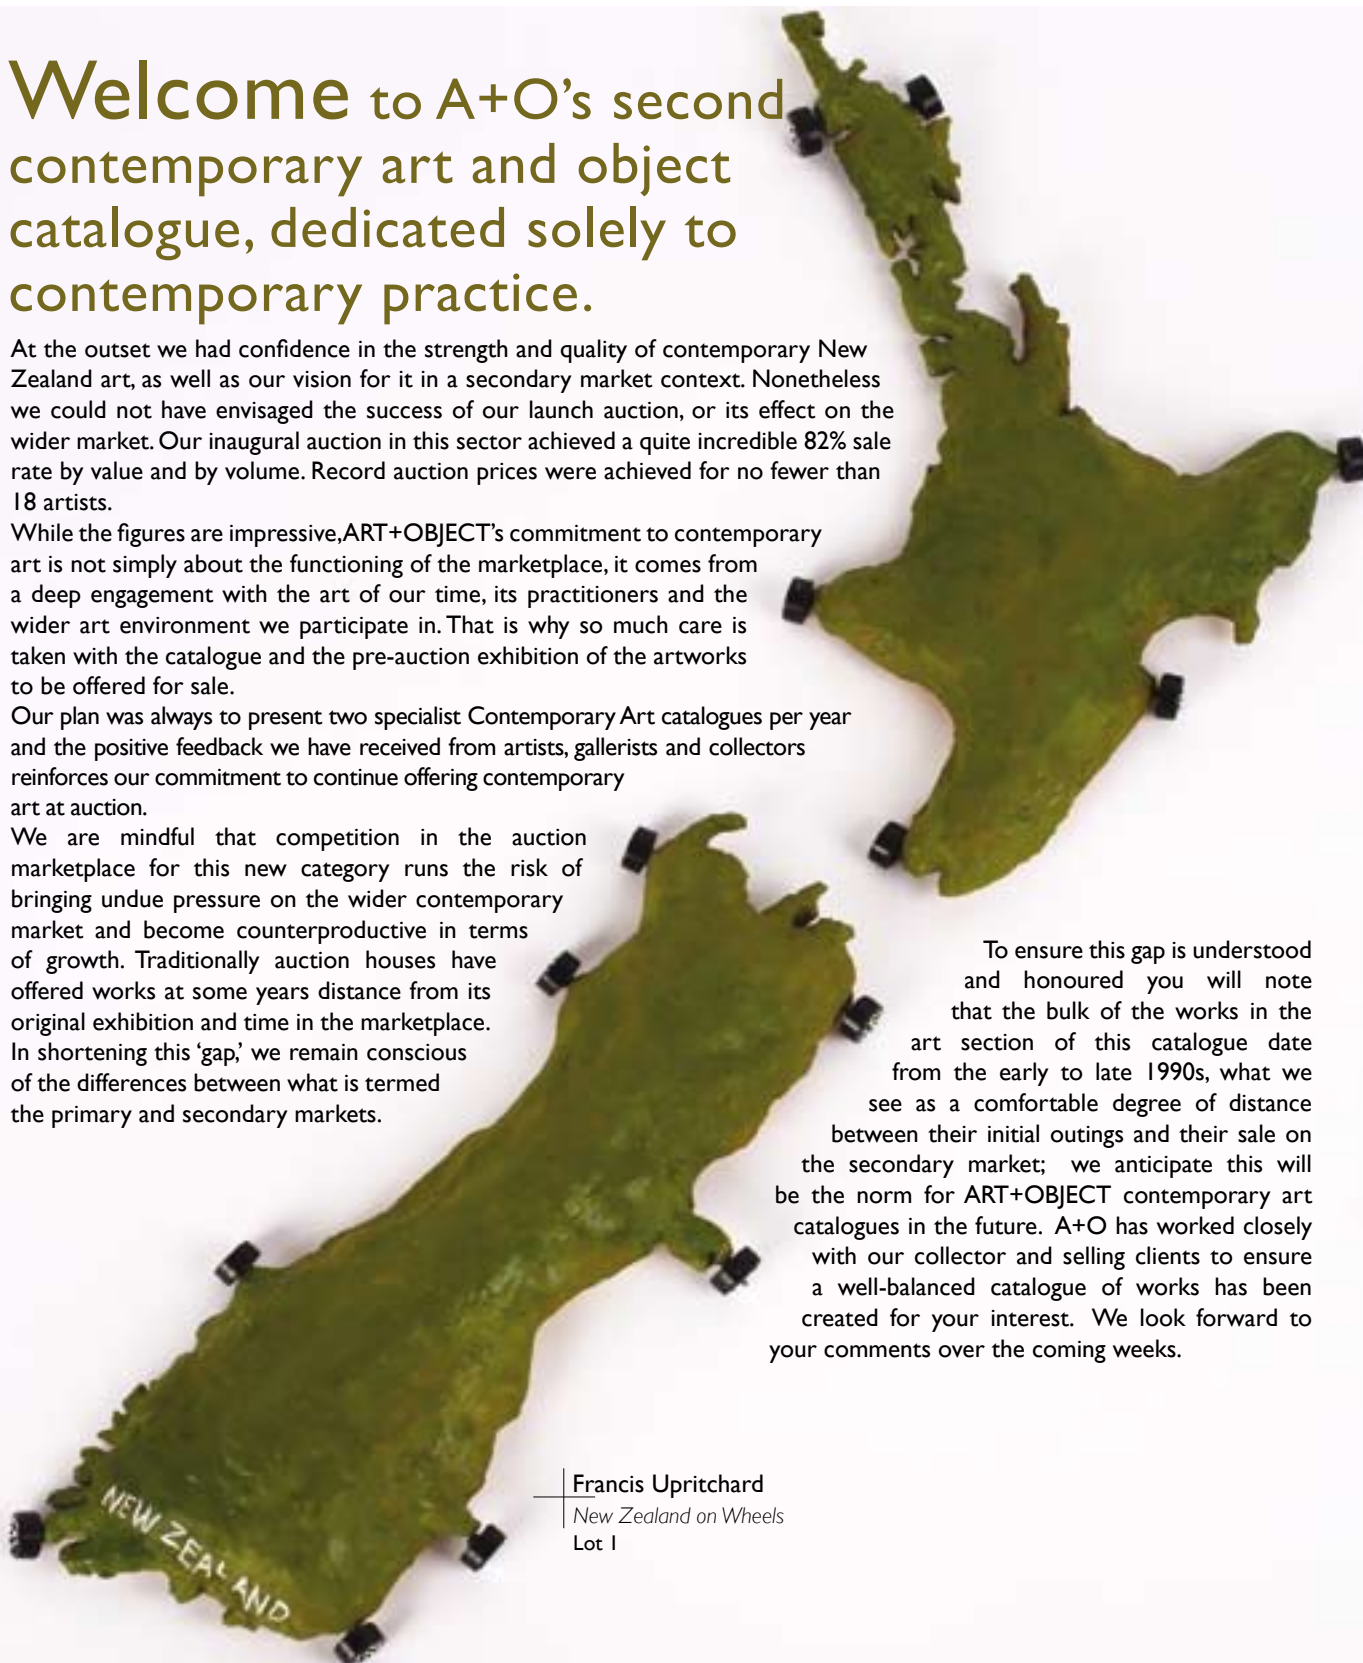 Welcome to A+O’s second
contemporary art and object
catalogue, dedicated solely to
contemporary practice.
At the outset we had confidence in the strength and quality of contemporary New
Zealand art, as well as our vision for it in a secondary market context. Nonetheless
we could not have envisaged the success of our launch auction, or its effect on the
wider market. Our inaugural auction in this sector achieved a quite incredible 82% sale
rate by value and by volume. Record auction prices were achieved for no fewer than
18 artists.
While the figures are impressive,ART+OBJECT’s commitment to contemporary
art is not simply about the functioning of the marketplace, it comes from
a deep engagement with the art of our time, its practitioners and the
wider art environment we participate in. That is why so much care is
taken with the catalogue and the pre-auction exhibition of the artworks
to be offered for sale.
Our plan was always to present two specialist Contemporary Art catalogues per year
and the positive feedback we have received from artists, gallerists and collectors
reinforces our commitment to continue offering contemporary
art at auction.
We are mindful that competition in the auction
marketplace for this new category runs the risk of
bringing undue pressure on the wider contemporary
market and become counterproductive in terms
of growth. Traditionally auction houses have
offered works at some years distance from its
original exhibition and time in the marketplace.
In shortening this ‘gap,’ we remain conscious
of the differences between what is termed
the primary and secondary markets.
To ensure this gap is understood
and honoured you will note
that the bulk of the works in the
art section of this catalogue date
from the early to late 1990s, what we
see as a comfortable degree of distance
between their initial outings and their sale on
the secondary market; we anticipate this will
be the norm for ART+OBJECT contemporary art
catalogues in the future. A+O has worked closely
with our collector and selling clients to ensure
a well-balanced catalogue of works has been
created for your interest. We look forward to
your comments over the coming weeks.
Francis Upritchard
New Zealand on Wheels
Lot 1
NEW ZEALAND